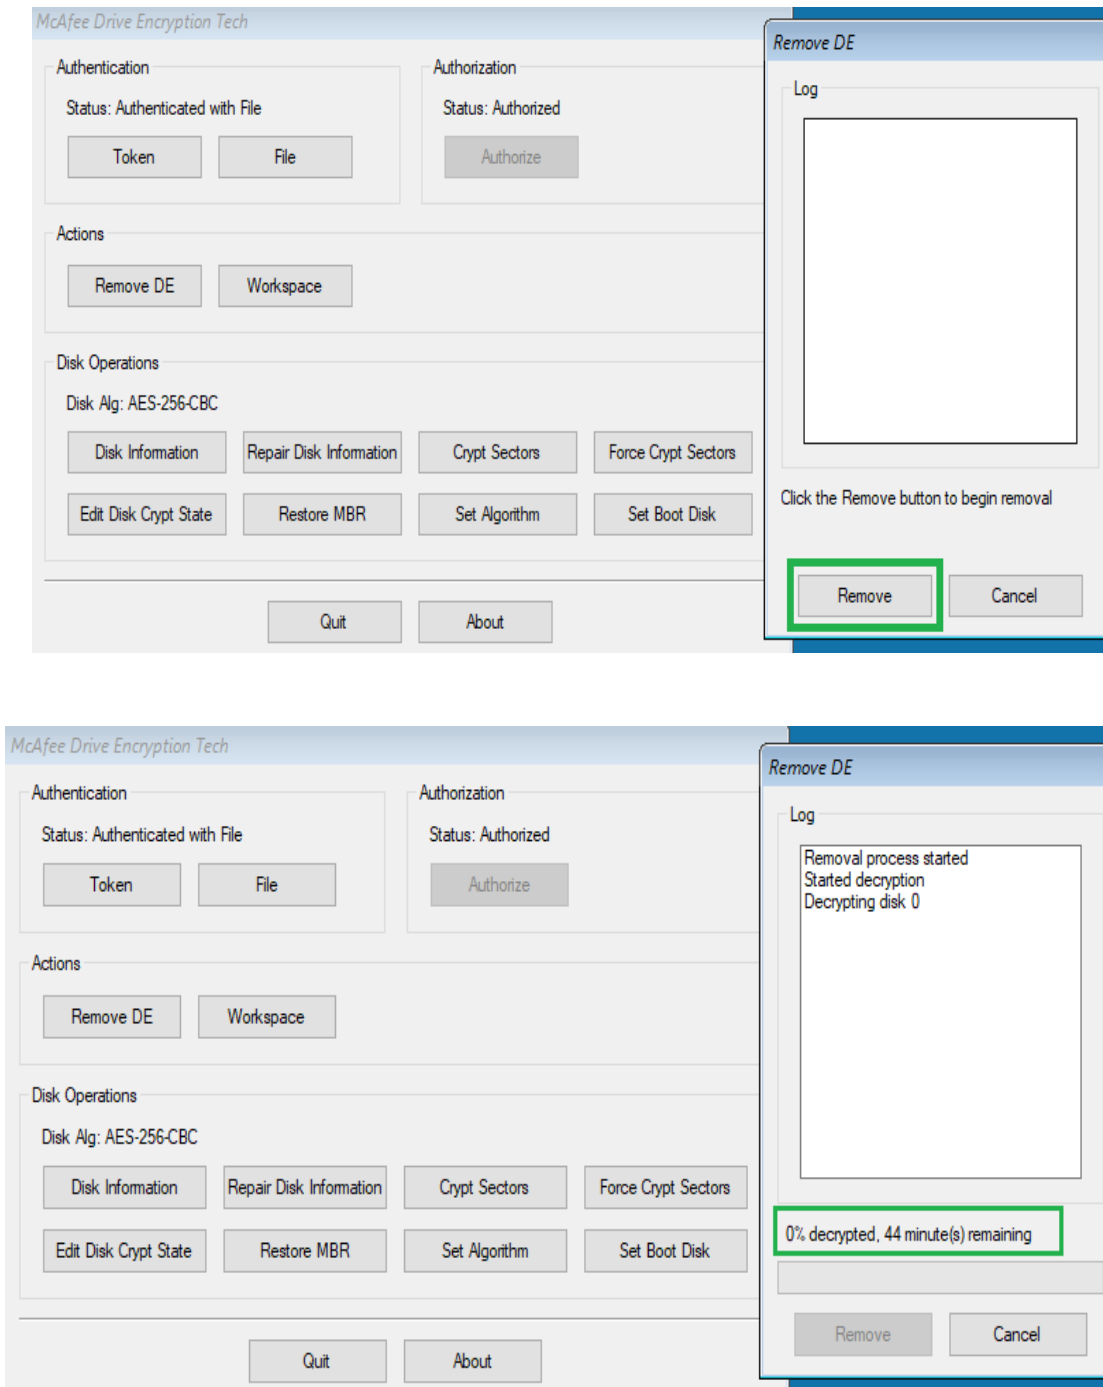 McAfee Drive Encryption Tech
Authentication
Authorization
Status: Authenticated with File
Status: Authorized
Token
File
Authorize
Actions
Remove DE
Workspace
Disk Operations
Disk Alg: AES-256-CBC
Disk Information
Repair Disk Information
Crypt Sectors
Force Crypt Sectors
Edit Disk Crypt State
Restore MBR
Set Algorithm
Set Boot Disk
Quit
About
Remove DE
Log
Click the Remove button to begin removal
Remove
Cancel
McAfee Drive Encryption Tech
Authentication
Authorization
Status: Authenticated with File
Status: Authorized
Token
File
Authorize
Actions
Remove DE
Workspace
Disk Operations
Disk Alg: AES-256-CBC
Disk Information
Repair Disk Information
Crypt Sectors
Force Crypt Sectors
Edit Disk Crypt State
Restore MBR
Set Algorithm
Set Boot Disk
Quit
About
Remove DE
Log
Removal process started
Started decryption
Decrypting disk 0
0% decrypted, 44 minute(s) remaining
Remove
Cancel